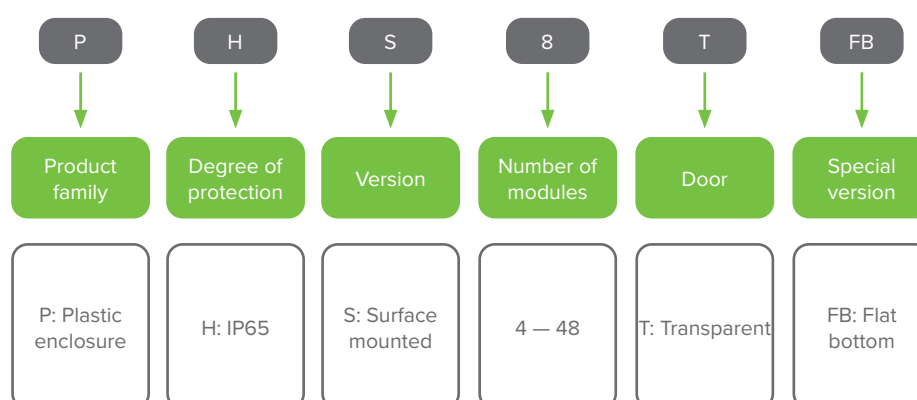 P
H
S
8
T
FB
Product
family
Degree of
protection
Version
Number of
modules
Door
Special
version
P: Plastic
enclosure
H: IP65
S: Surface
mounted
4 — 48
T: Transparent
FB: Flat
bottom